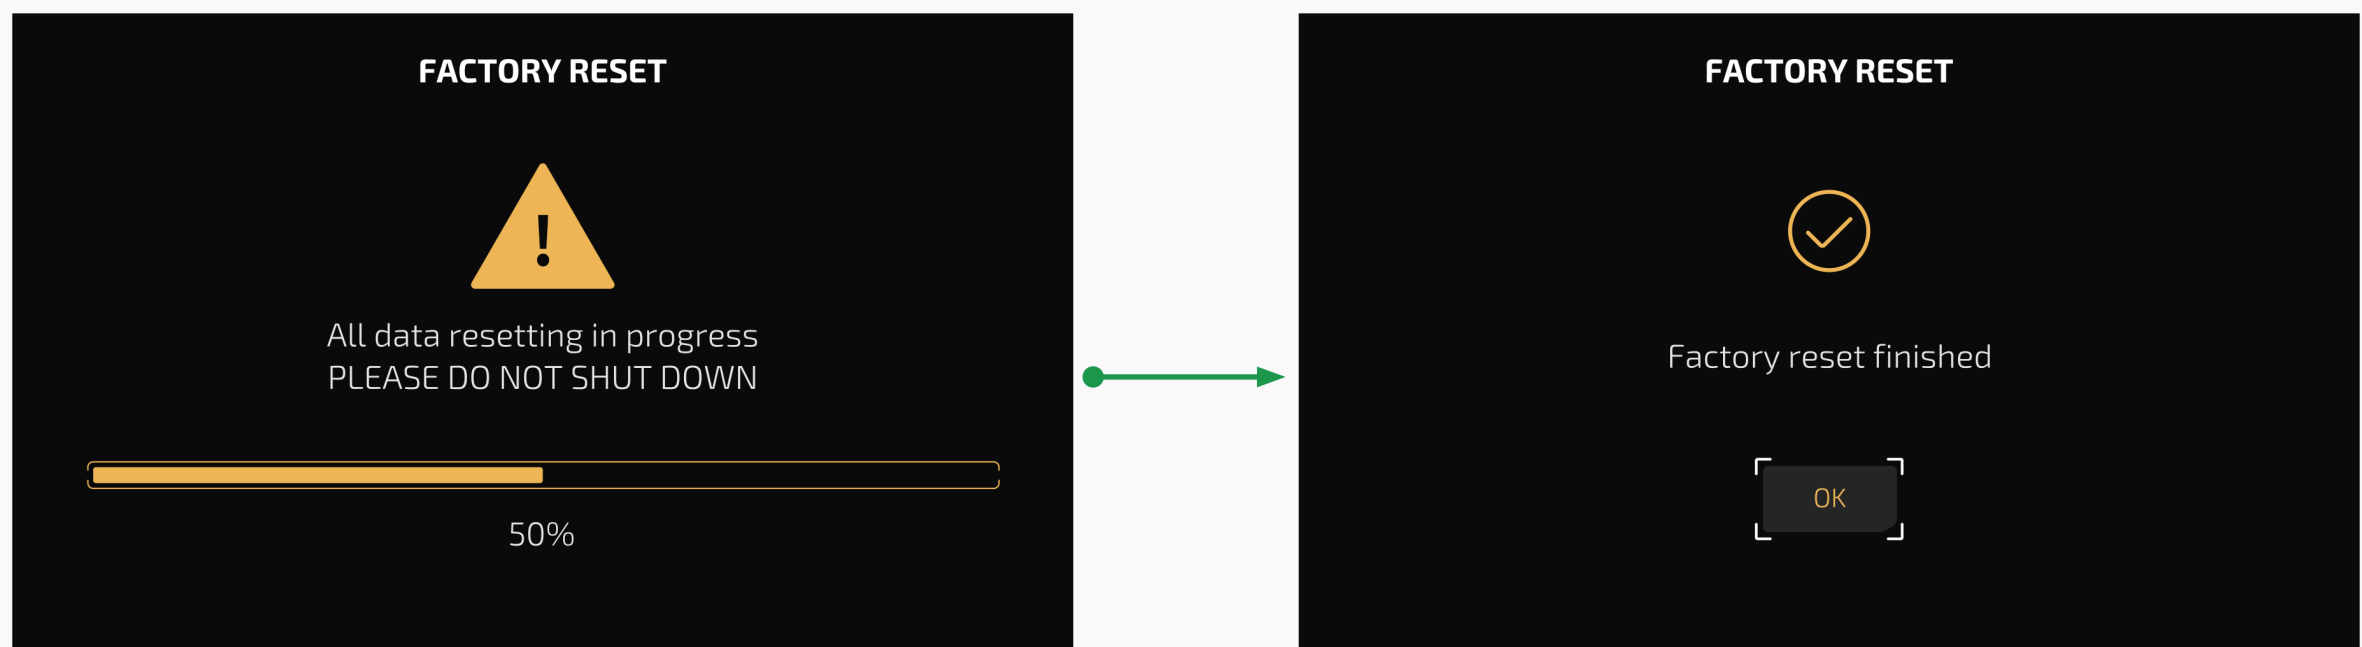 FACTORY RESET
!
All data resetting in progress
PLEASE DO NOT SHUT DOWN
50%
FACTORY RESET
Factory reset finished
OK